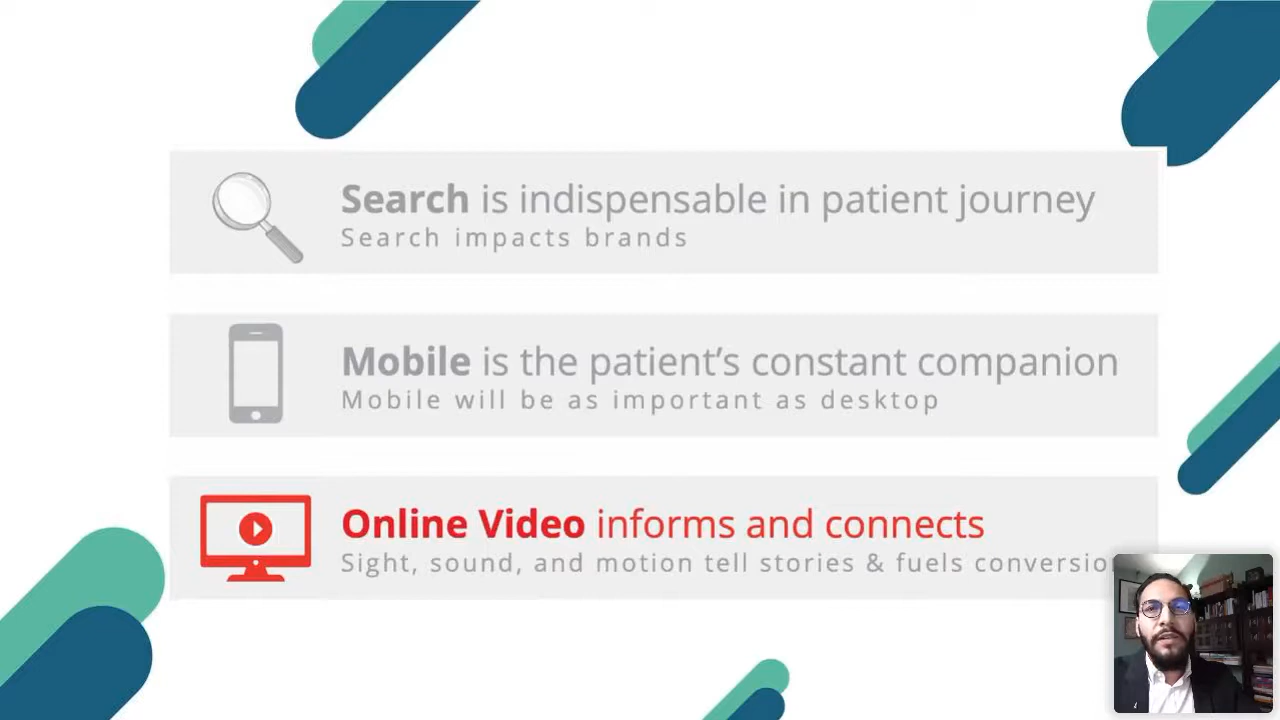 Search is indispensable in patient journey
Search impacts brands
Mobile is the patient’s constant companion
Mobile will be as important as desktop
Online Video informs and connects
Sight, sound, and motion tell stories & fuels